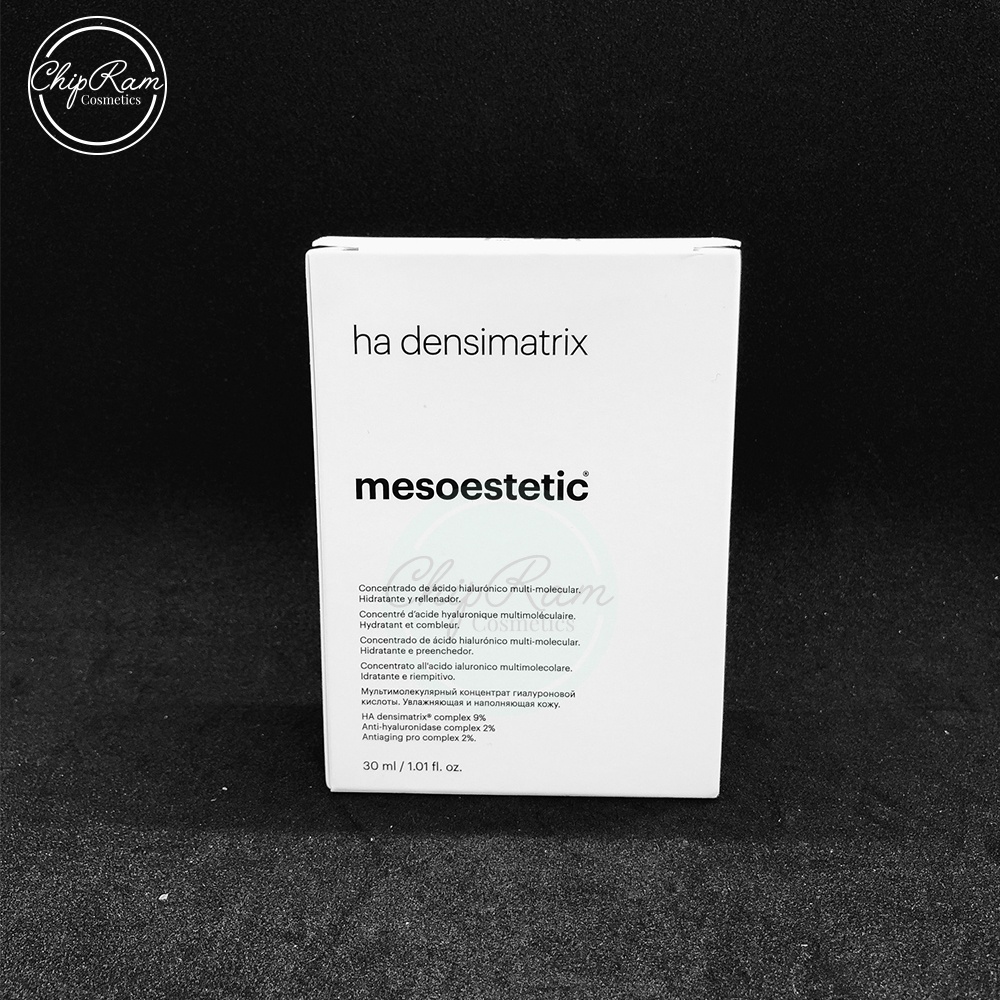 ChipRam
Cosmetics
ha densimatrix
mesoestetic®
Concentrado de ácido hialurónico multi-molecular.
Hidratante y rellenador.
Concentré d'acide hyaluronique multimoléculaire.
Hydratant et combleur.
Concentrado de ácido hialurónico multi-molecular.
Hidratante e preenchedor.
Concentrato all'acido ialuronico multimolecolare.
Idratante e riempitivo.
Мультимолекулярный концентрат гиалуроновой
кислоты. Увлажняющая и наполняющая кожу.
HA densimatrix® complex 9%
Anti-hyaluronidase complex 2%
Antiaging pro complex 2%.
30 ml / 1.01 fl. oz.
ChipRam
Cosmetics